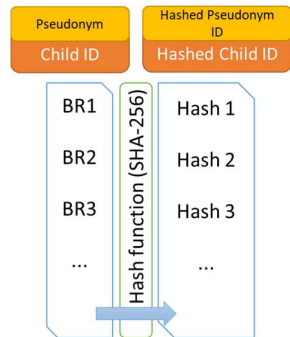 Pseudonym
Child ID
Hashed Pseudonym
ID
Hashed Child ID
BR1
BR2
BR3
...
Hash function (SHA-256)
Hash 1
Hash 2
Hash 3
...